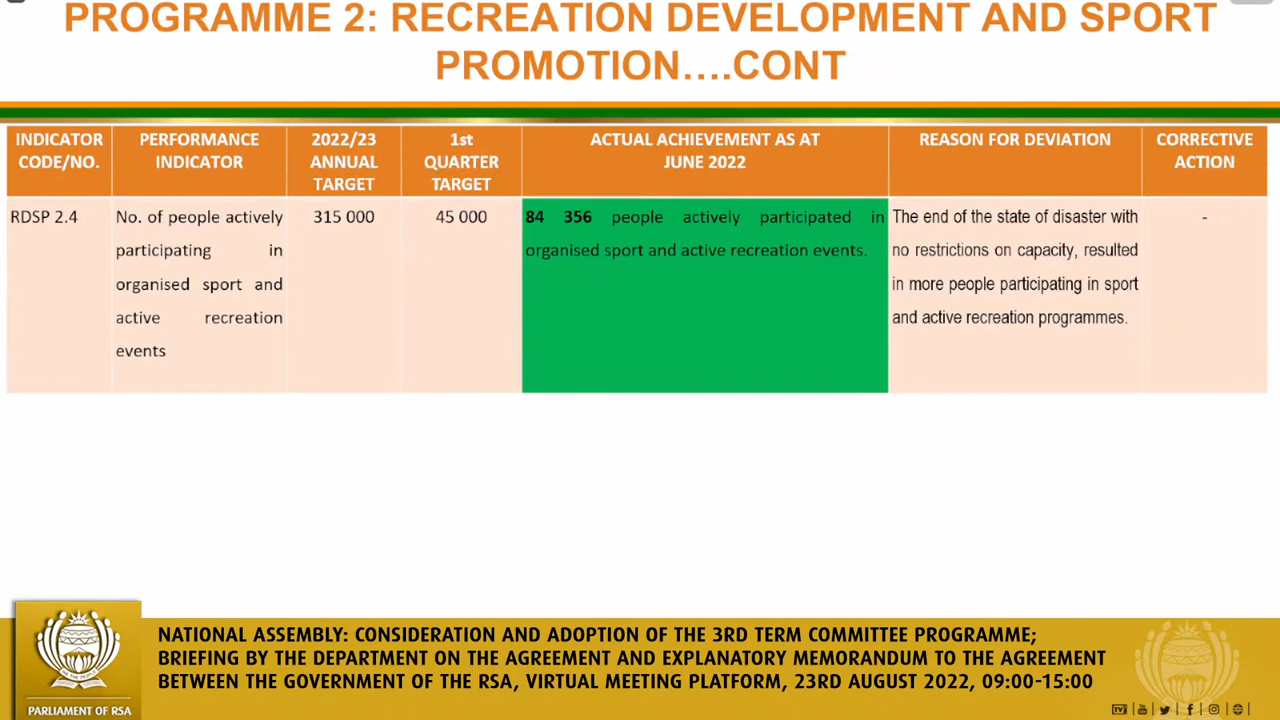 PROGRAMME 2: RECREATION DEVELOPMENT AND SPORT
PROMOTION....CONT
INDICATOR
CODE/NO.
PERFORMANCE
INDICATOR
2022/23
ANNUAL
TARGET
1st
QUARTER
TARGET
ACTUAL ACHIEVEMENT AS AT
JUNE 2022
REASON FOR DEVIATION
CORRECTIVE
ACTION
RDSP 2.4
No. of people actively
participating in
organised sport and
active recreation
events
315 000
45 000
84 356 people actively participated in
organised sport and active recreation events.
The end of the state of disaster with
no restrictions on capacity, resulted
in more people participating in sport
and active recreation programmes.
-
NATIONAL ASSEMBLY: CONSIDERATION AND ADOPTION OF THE 3RD TERM COMMITTEE PROGRAMME;
BRIEFING BY THE DEPARTMENT ON THE AGREEMENT AND EXPLANATORY MEMORANDUM TO THE AGREEMENT
BETWEEN THE GOVERNMENT OF THE RSA, VIRTUAL MEETING PLATFORM, 23RD AUGUST 2022, 09:00-15:00
PARLIAMENT OF RSA